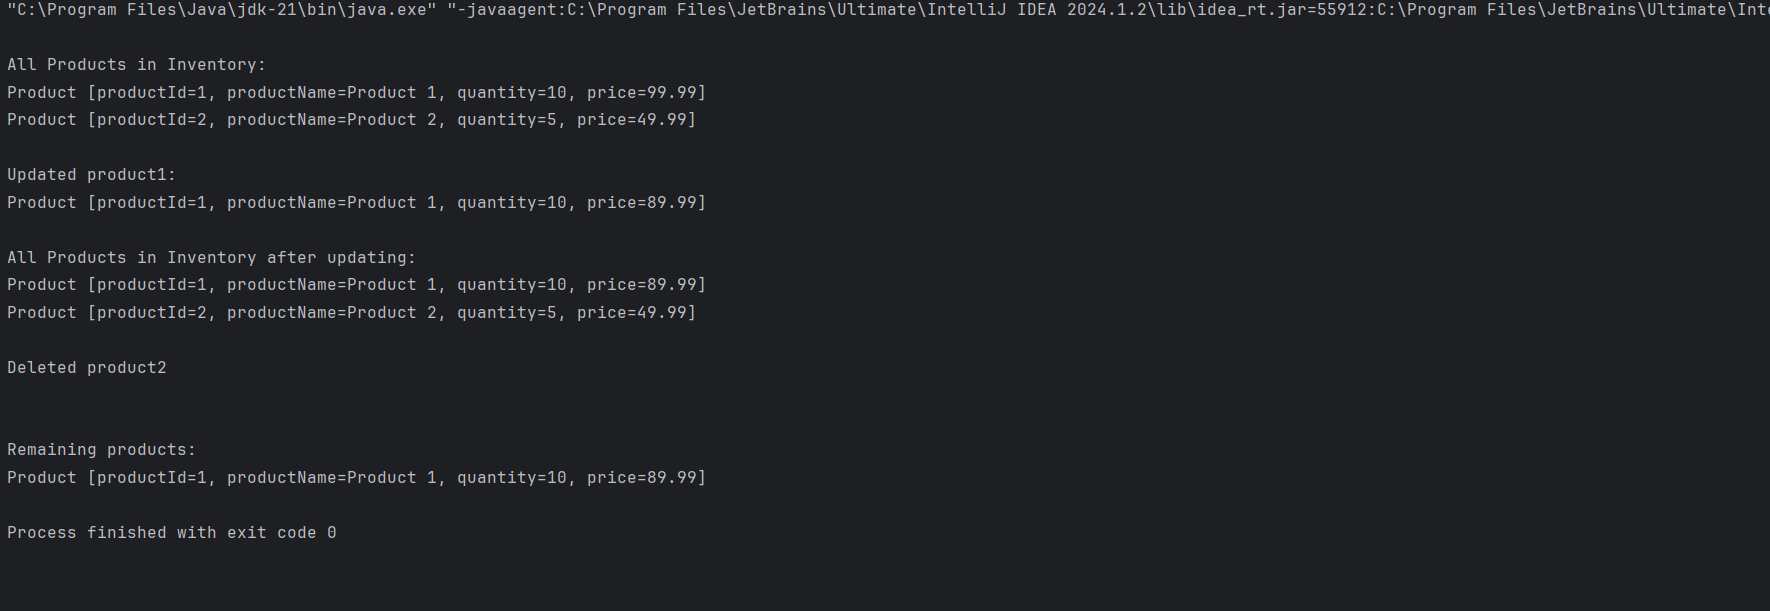 "C:\Program Files\Java\jdk-21\bin\java.exe" "-javaagent:C:\Program Files\JetBrains\Ultimate\IntelliJ IDEA 2024.1.2\lib\idea_rt.jar=55912:C:\Program Files\JetBrains\Ultimate\Inte
All Products in Inventory:
Product [productId=1, productName=Product 1, quantity=10, price=99.99]
Product [productId=2, productName=Product 2, quantity=5, price=49.99]
Updated product1:
Product [productId=1, productName=Product 1, quantity=10, price=89.99]
All Products in Inventory after updating:
Product [productId=1, productName=Product 1, quantity=10, price=89.99]
Product [productId=2, productName=Product 2, quantity=5, price=49.99]
Deleted product2
Remaining products:
Product [productId=1, productName=Product 1, quantity=10, price=89.99]
Process finished with exit code 0